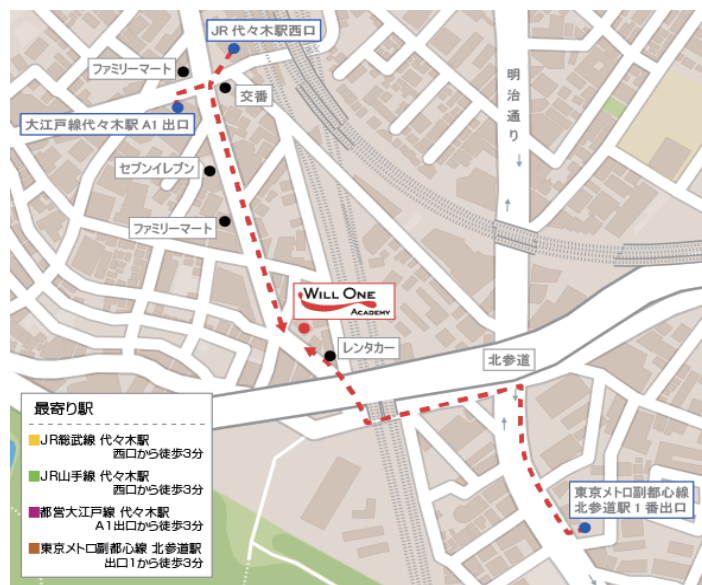 JR 代々木駅西口
ファミリーマート
交番
大江戸線代々木駅 A1 出口
明治通り
セブンイレブン
ファミリーマート
WILL ONE
ACADEMY
レンタカー
北参道
最寄り駅
JR総武線 代々木駅
西口から徒歩3分
JR山手線 代々木駅
西口から徒歩3分
都営大江戸線 代々木駅
A1出口から徒歩3分
東京メトロ副都心線 北参道駅
出口1から徒歩3分
東京メトロ副都心線
北参道駅 1 番出口